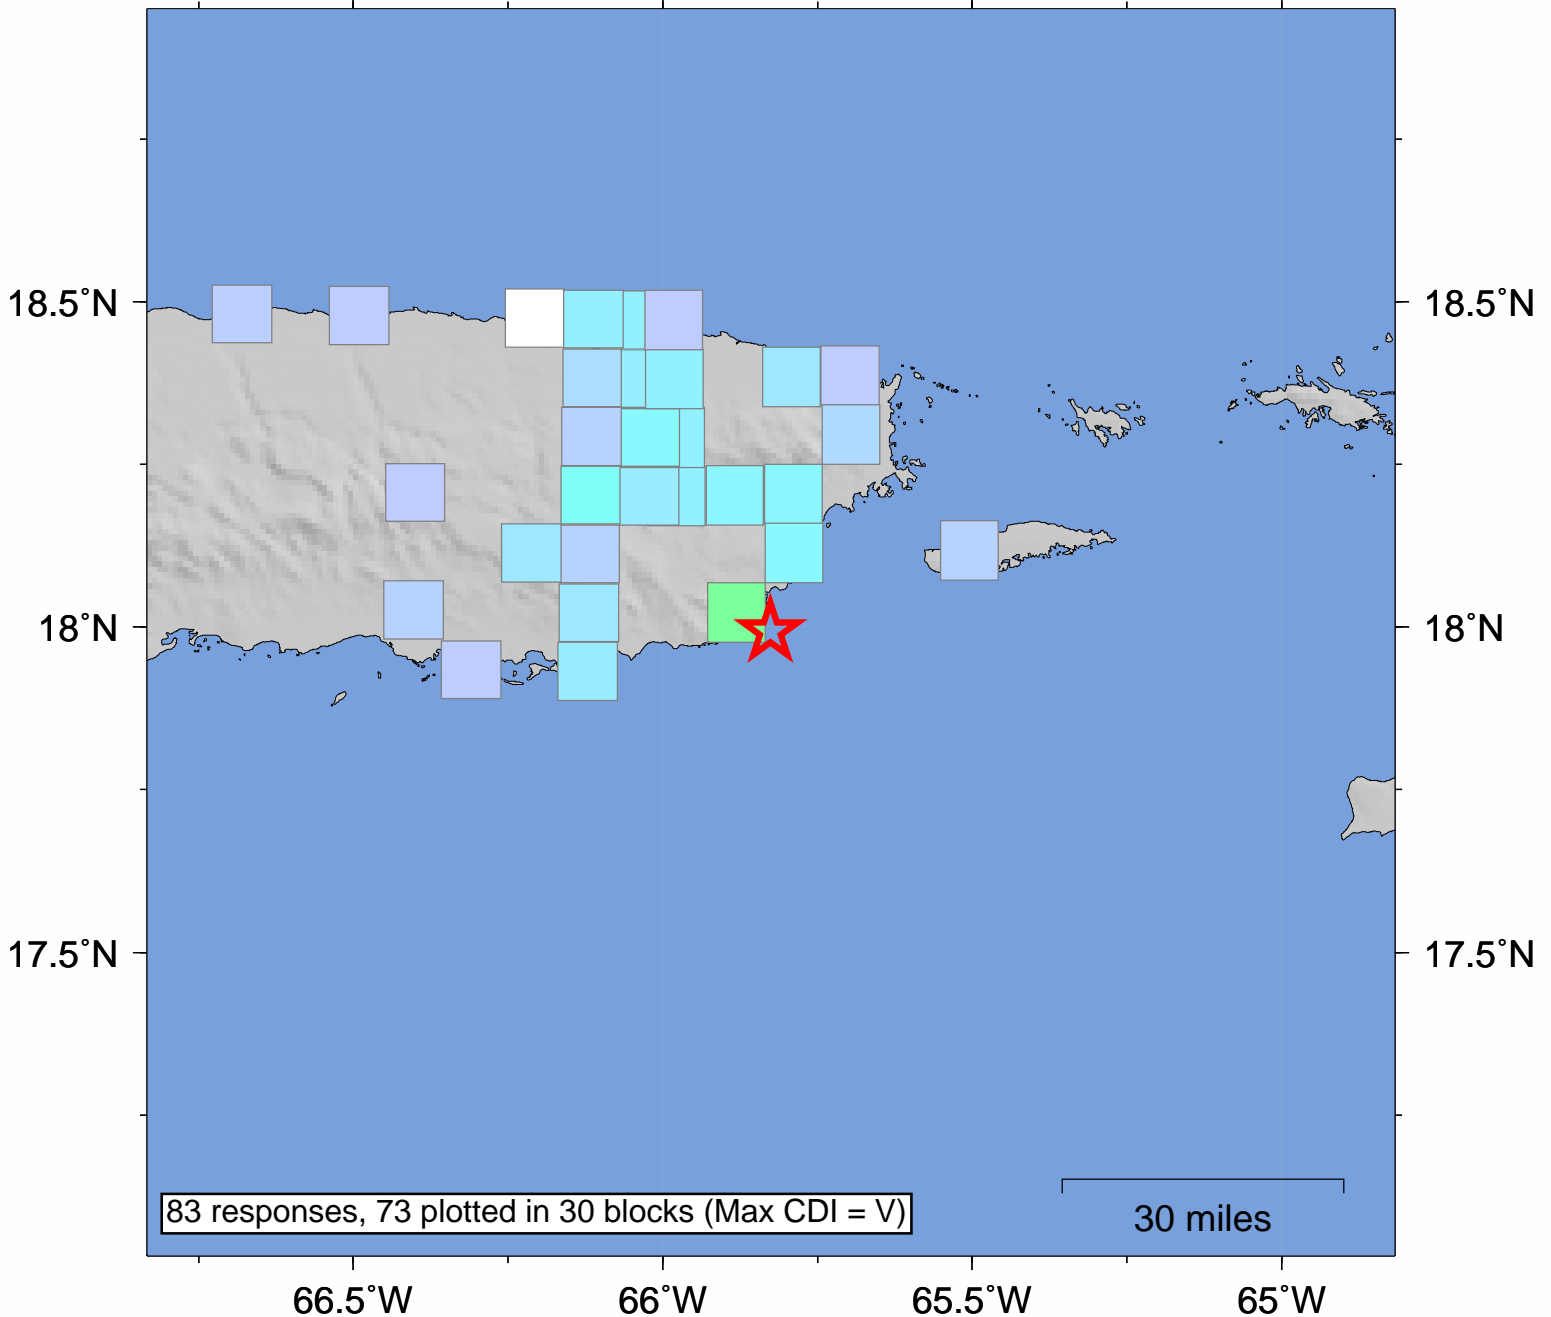 18.5˚N 18.5˚N
18˚N 18˚N
17.5˚N 17.5˚N
83 responses, 73 plotted in 30 blocks (Max CDI = V)
30 miles
66.5˚W 66˚W 65.5˚W 65˚W